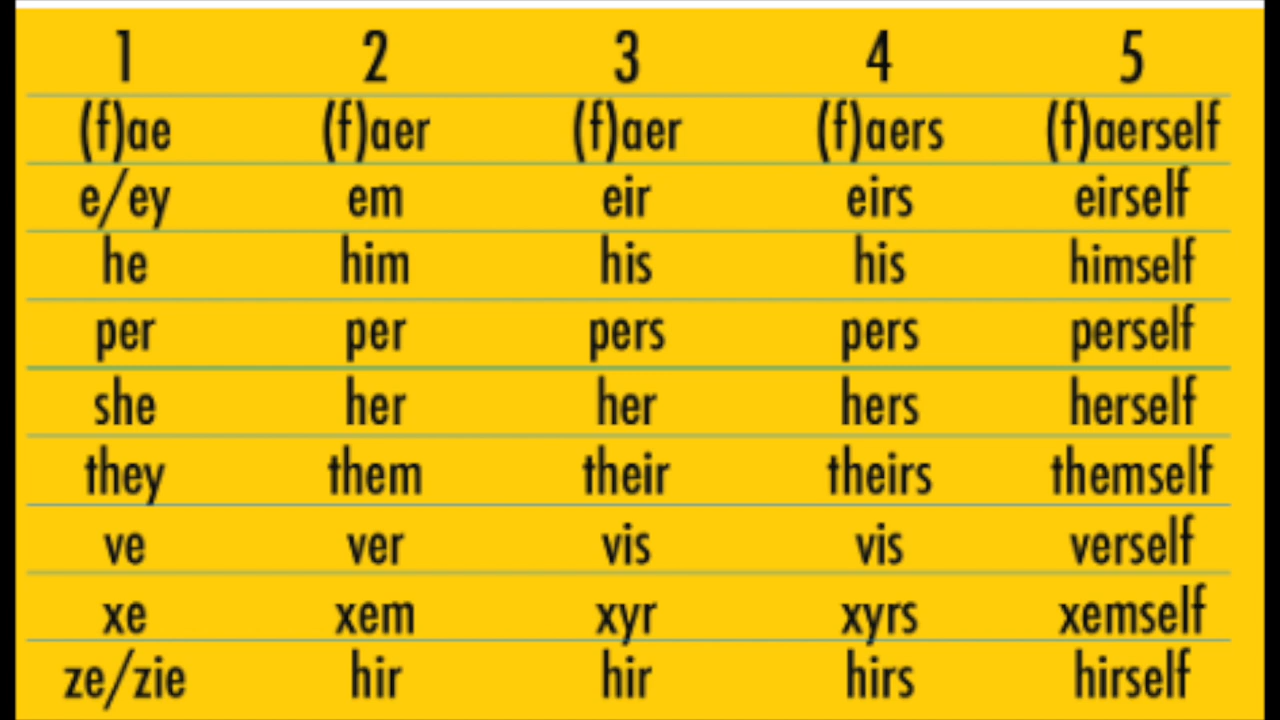 1 2 3 4 5
(f)ae (f)aer (f)aer (f)aers (f)aerself
e/ey em eir eirs eirself
he him his his himself
per per pers pers perself
she her her hers herself
they them their theirs themself
ve ver vis vis verself
xe xem xyr xyrs xemself
ze/zie hir hir hirs hirself